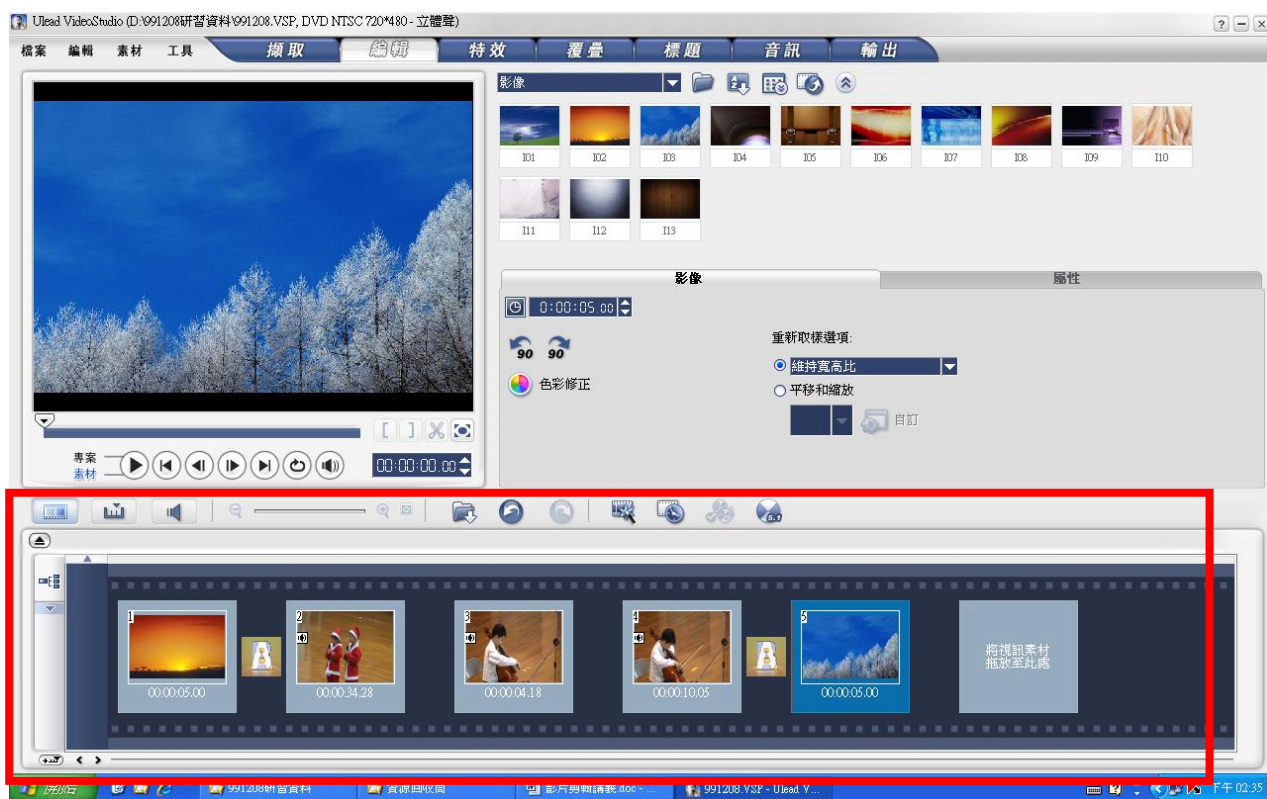 Ulead VideoStudio (D:\991208研習資料\991208.VSP, DVD NTSC 720*480 - 立體聲)
檔案 編輯 素材 工具 擷取 編輯 特效 覆疊 標題 音訊 輸出
影像
I01 I02 I03 I04 I05 I06 I07 I08 I09 I10
I11 I12 I13
影像 屬性
0:00:05.00
90 90
色彩修正
重新取樣選項:
維持寬高比
平移和縮放
自訂
[ ]
專案
素材
00:00:00.00
5.1
1 2 3 4 5
將視訊素材
拖放至此處
00:00:05.00 00:00:34.28 00:00:04.18 00:00:10.05 00:00:05.00
開始 991208研習資料 資源回收筒 影片剪輯講義.doc - ... 991208.VSP - Ulead V... 下午 02:35